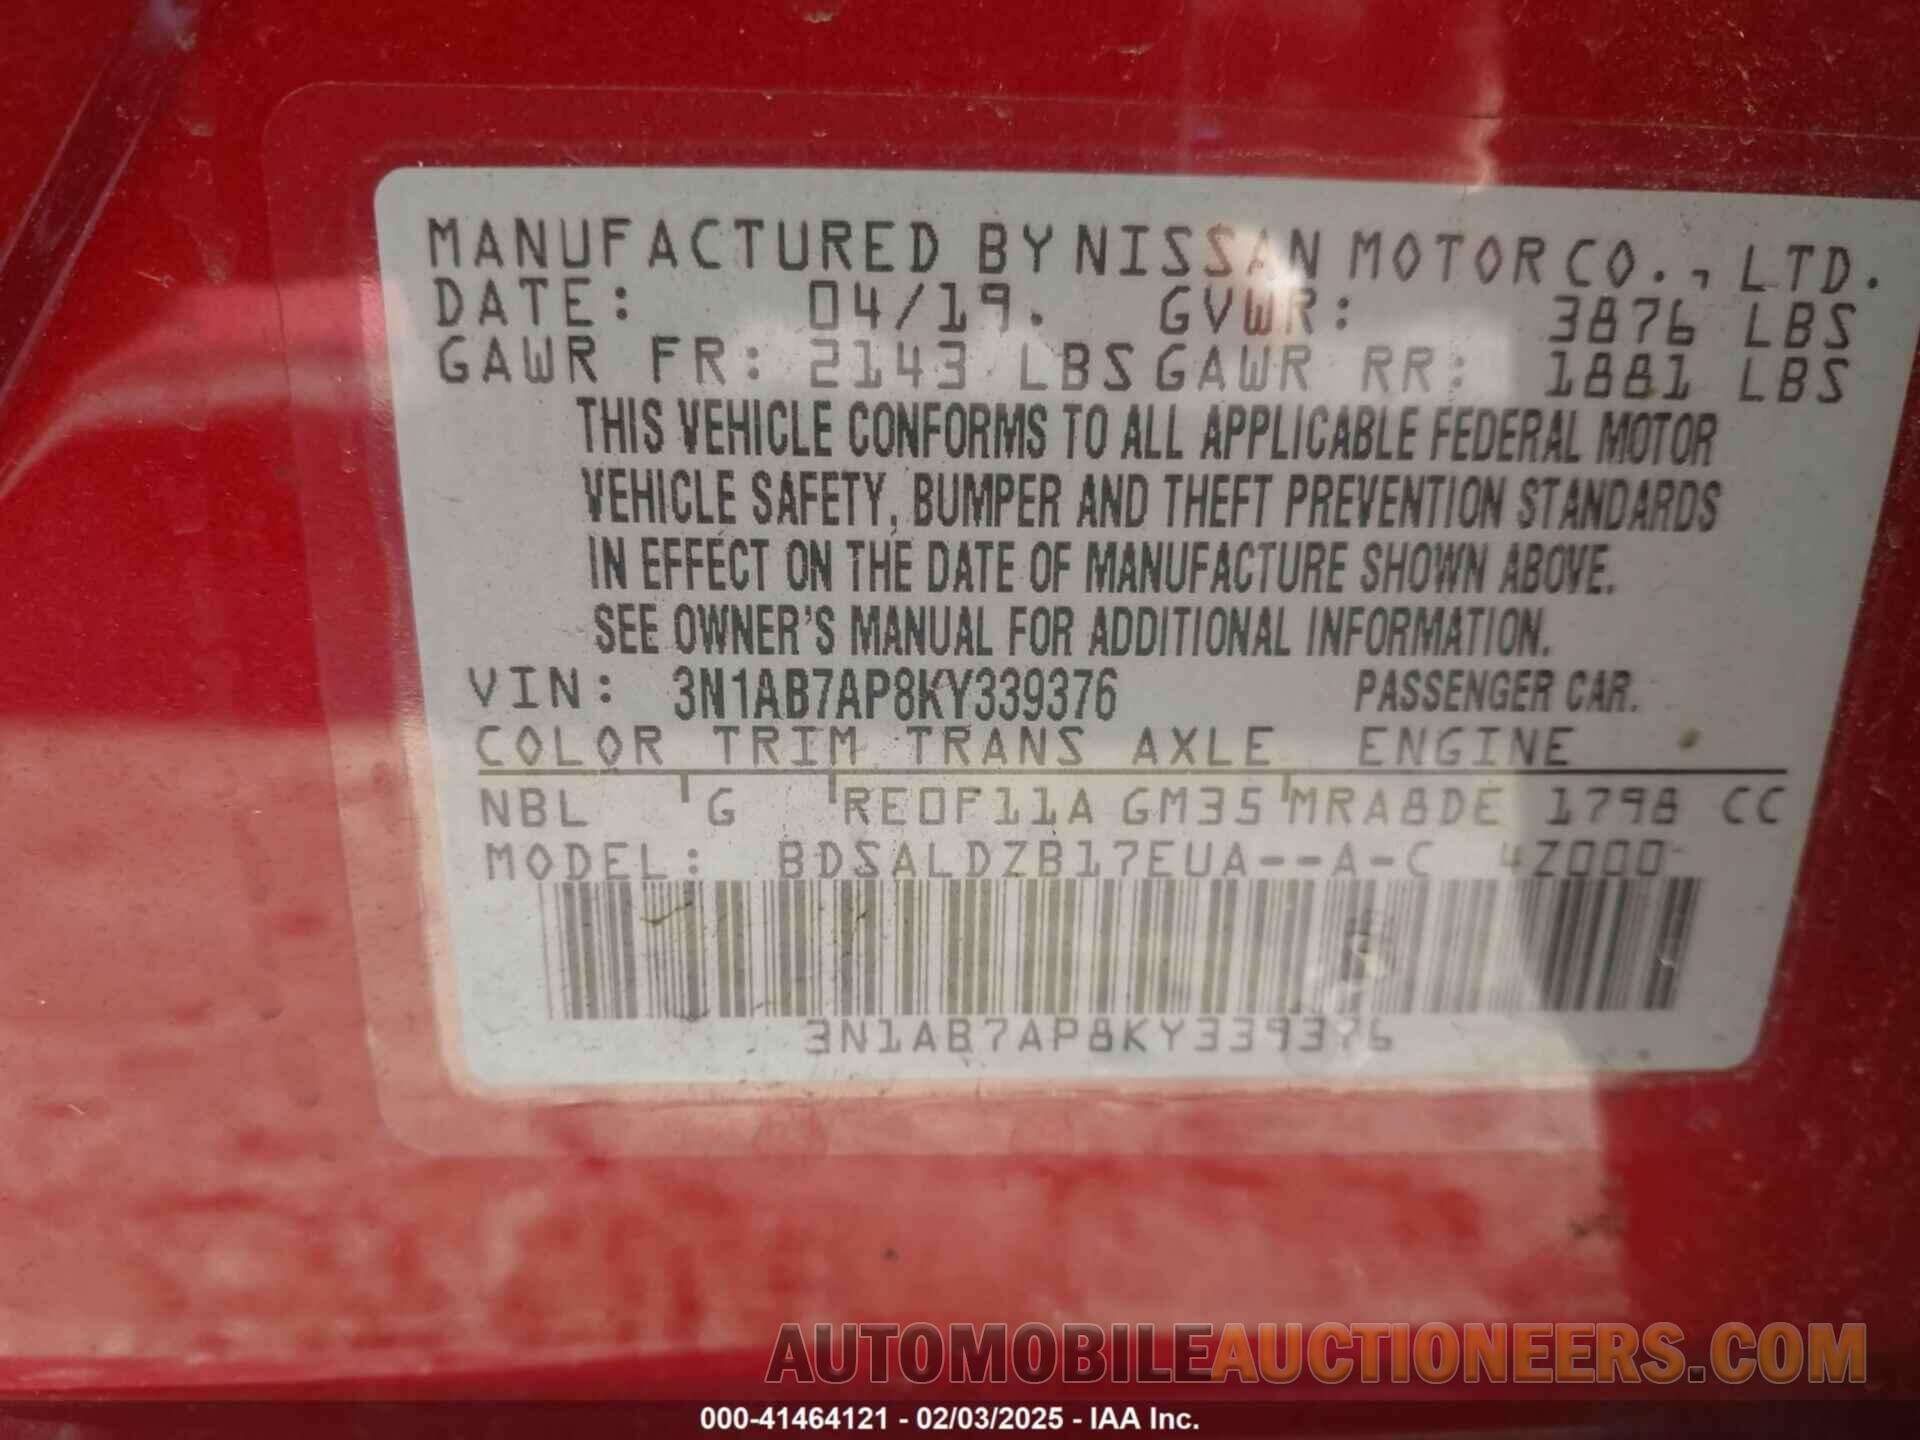 MANUFACTURED BY NISSAN MOTOR CO., LTD.
DATE: 04/19. GVWR: 3876 LBS
GAWR FR: 2143 LBS GAWR RR: 1881 LBS
THIS VEHICLE CONFORMS TO ALL APPLICABLE FEDERAL MOTOR
VEHICLE SAFETY, BUMPER AND THEFT PREVENTION STANDARDS
IN EFFECT ON THE DATE OF MANUFACTURE SHOWN ABOVE.
SEE OWNER'S MANUAL FOR ADDITIONAL INFORMATION.
VIN: 3N1AB7AP8KY339376 PASSENGER CAR.
COLOR TRIM TRANS AXLE ENGINE
NBL G RE0F11A GM35 MRA8DE 1798 CC
MODEL: BDSALDZB17EUA--A-C 4Z000
3N1AB7AP8KY339376
AUTOMOBILEAUCTIONEERS.COM
000-41464121 - 02/03/2025 - IAA Inc.